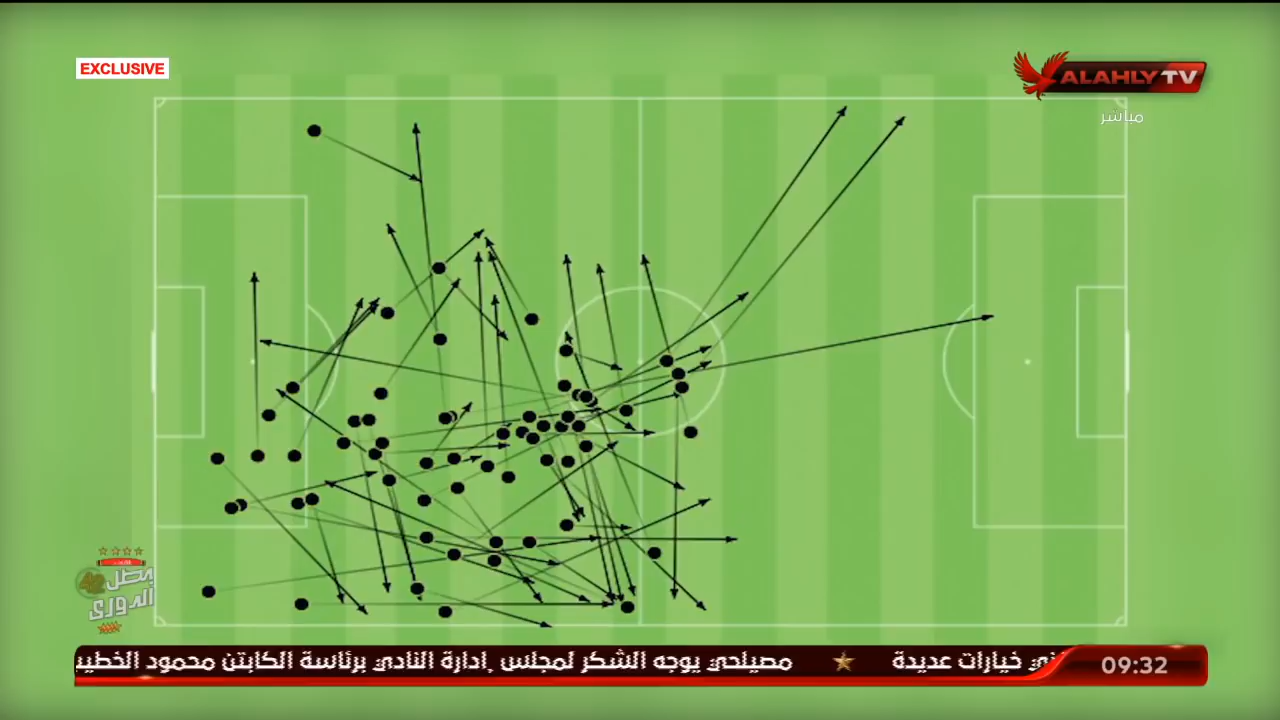 EXCLUSIVE
ALAHLY TV
مباشر
بطل
الدوري
ني خيارات عديدة ★ مصيلحي يوجه الشكر لمجلس إدارة النادي برئاسة الكابتن محمود الخطيب
09:32